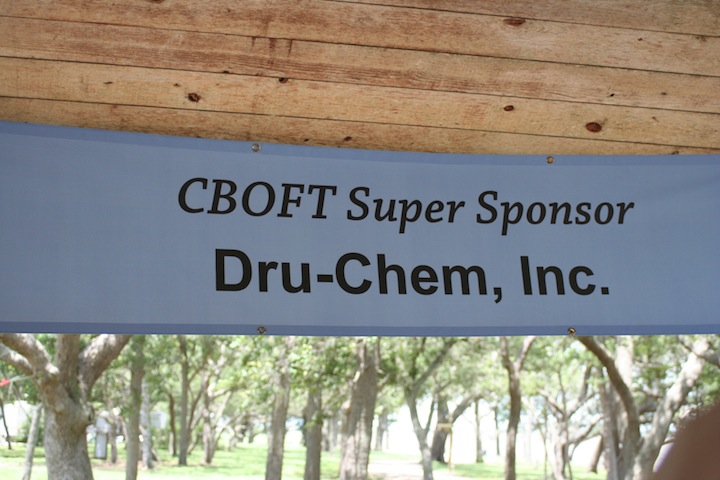 CBOFT Super Sponsor
Dru-Chem, Inc.